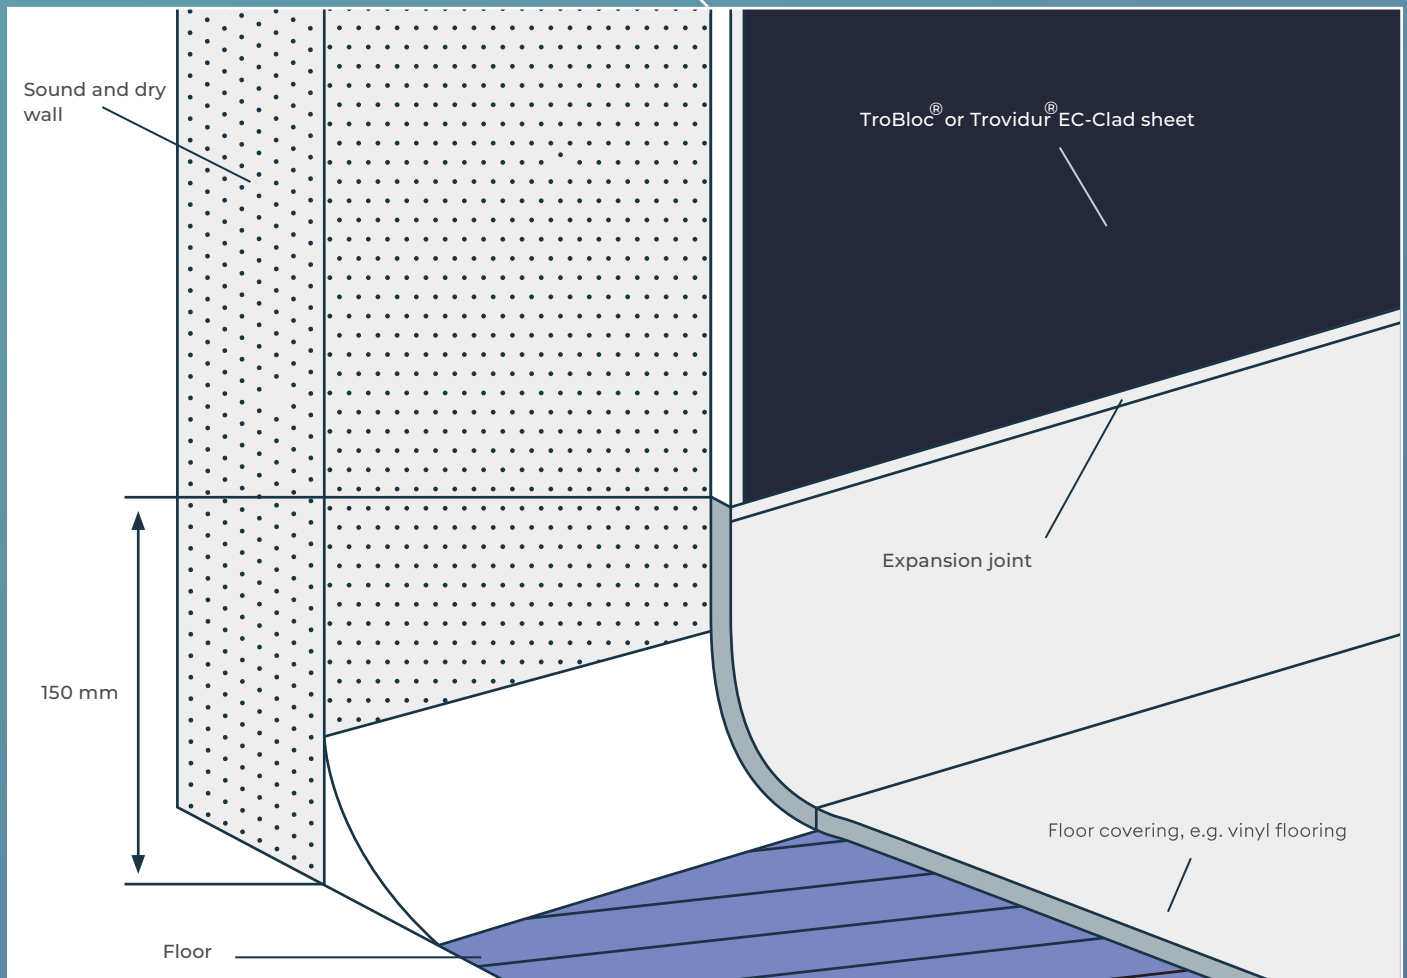 Sound and dry
wall
TroBloc® or Trovidur® EC-Clad sheet
Expansion joint
150 mm
Floor covering, e.g. vinyl flooring
Floor